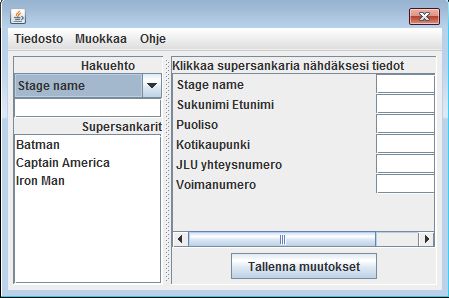 Tiedosto Muokkaa Ohje
Hakuehto
Stage name
Supersankarit
Batman
Captain America
Iron Man
Klikkaa supersankaria nähdäksesi tiedot
Stage name
Sukunimi Etunimi
Puoliso
Kotikaupunki
JLU yhteysnumero
Voimanumero
Tallenna muutokset